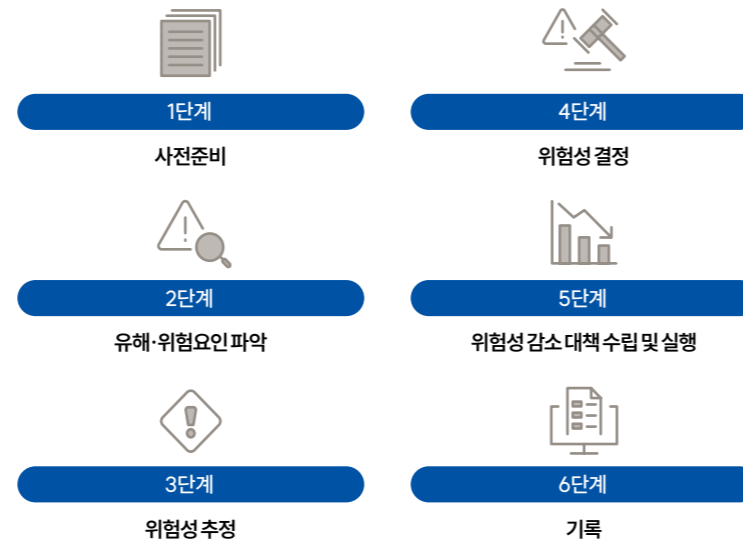 1단계
사전준비
2단계
유해·위험요인 파악
3단계
위험성 추정
4단계
위험성 결정
5단계
위험성 감소 대책 수립 및 실행
6단계
기록